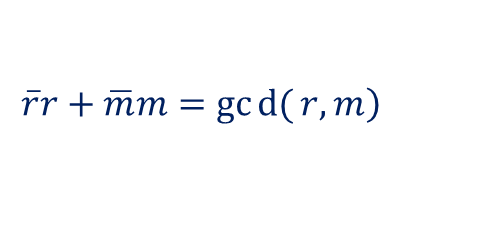 r̄r + m̄m = gcd(r,m)